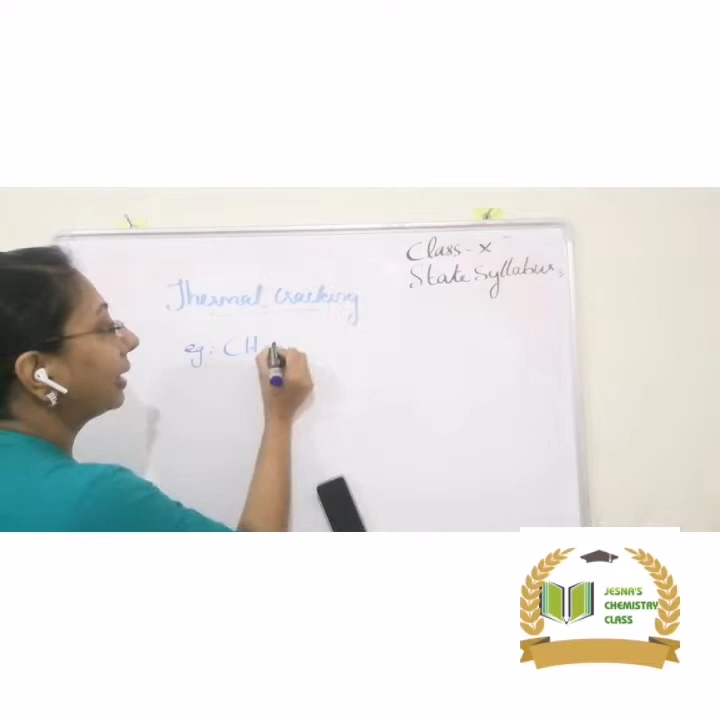 Class - X
State Syllabus
Thermal cracking
eg: CH
JESNA'S
CHEMISTRY
CLASS